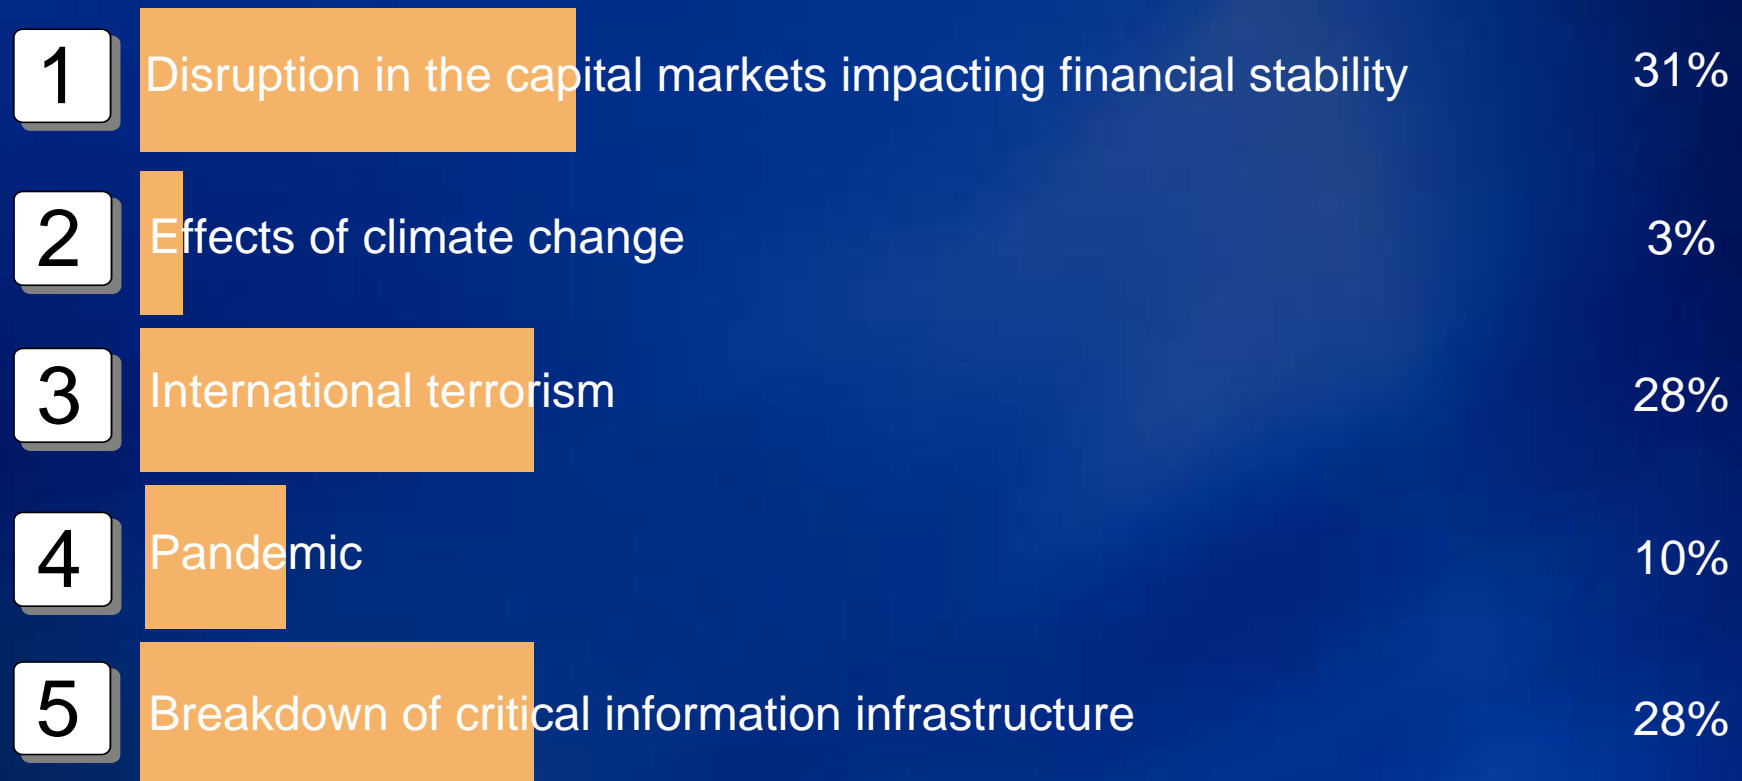 1 Disruption in the capital markets impacting financial stability 31%
2 Effects of climate change 3%
3 International terrorism 28%
4 Pandemic 10%
5 Breakdown of critical information infrastructure 28%